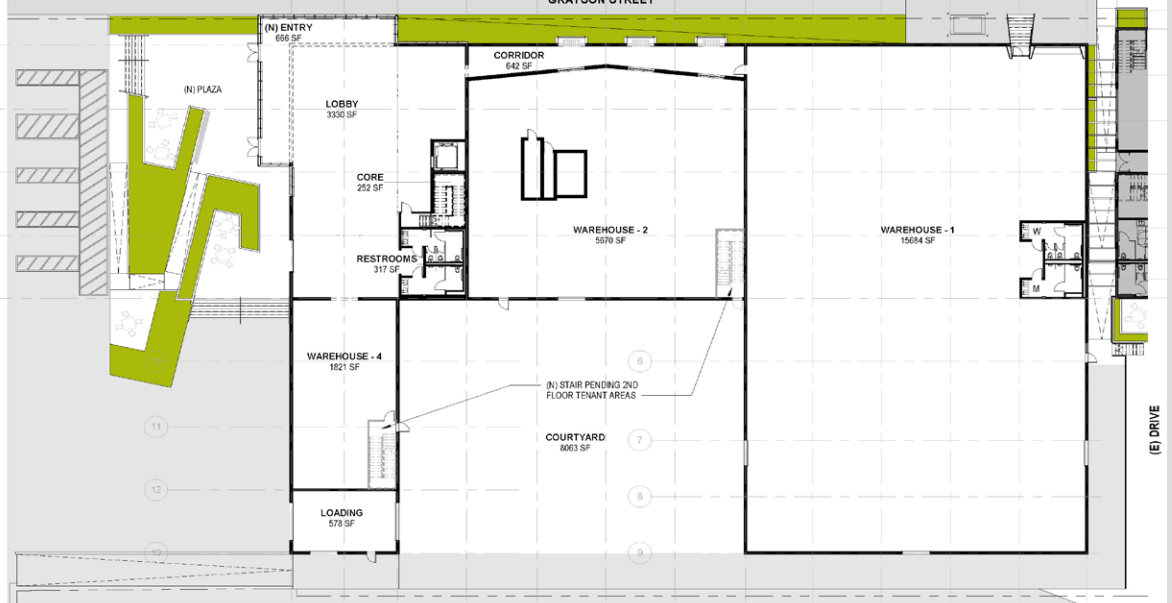 GRAYSON STREET
(N) ENTRY
666 SF
CORRIDOR
642 SF
(N) PLAZA
LOBBY
3330 SF
CORE
252 SF
WAREHOUSE - 2
5670 SF
WAREHOUSE - 1
15684 SF
W
RESTROOMS
317 SF
M
WAREHOUSE - 4
1821 SF
6
(N) STAIR PENDING 2ND
FLOOR TENANT AREAS
(E) DRIVE
11
COURTYARD
8063 SF
7
12
8
LOADING
578 SF
9